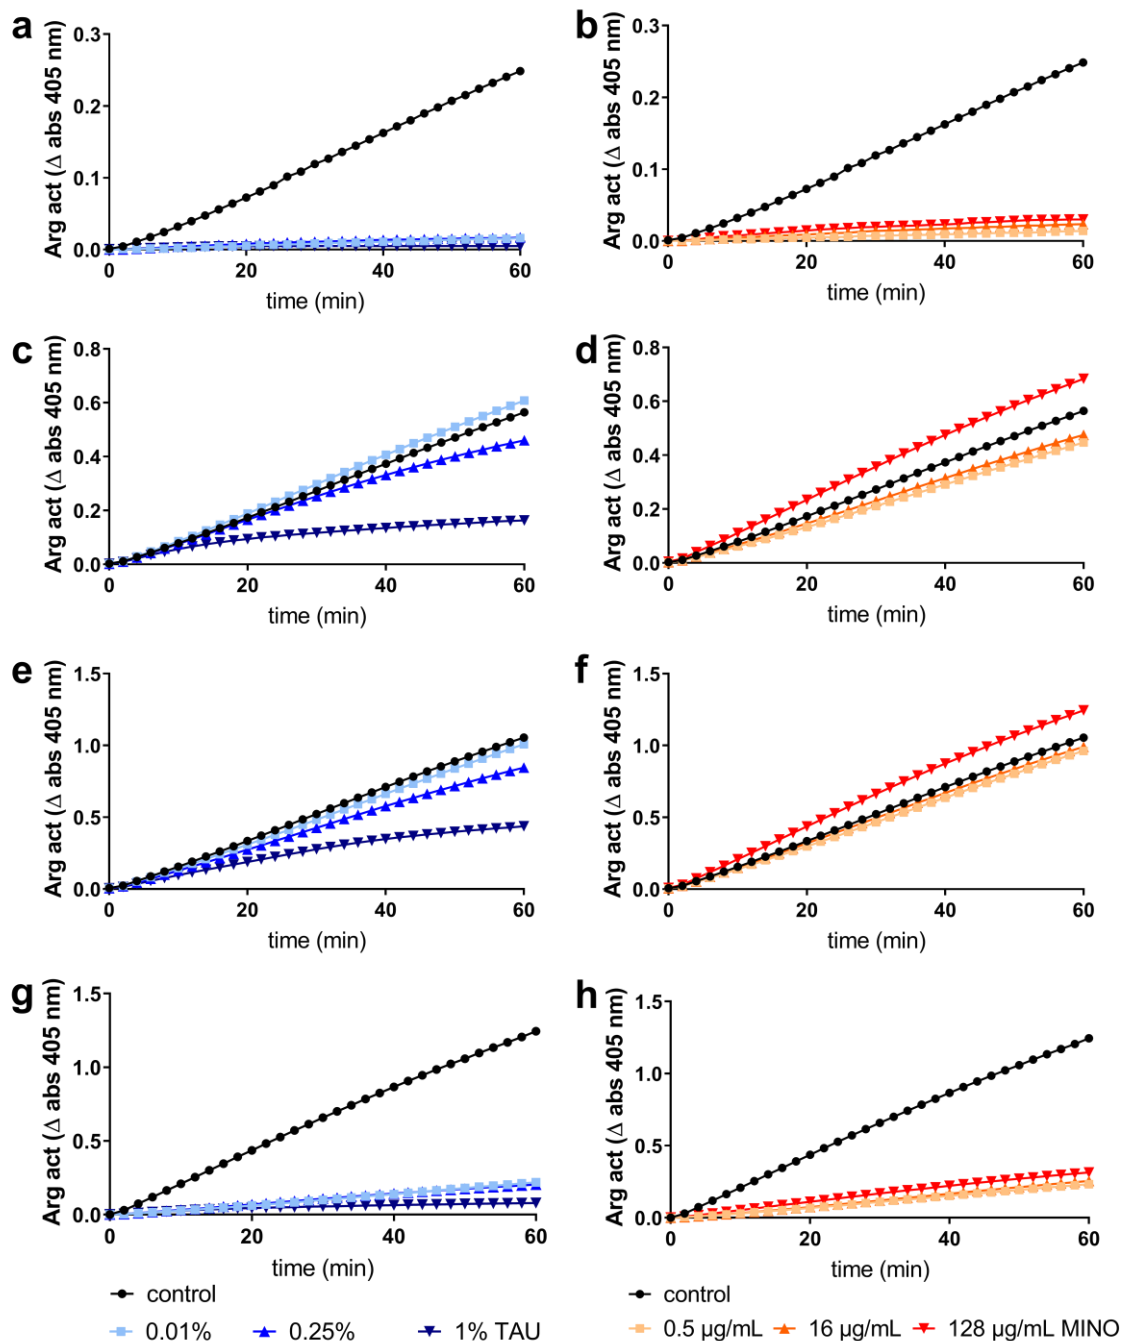 a
b
0.3
0.2
0.1
0.0
Arg act (Δ abs 405 nm)
0 20 40 60
time (min)
0.3
0.2
0.1
0.0
Arg act (Δ abs 405 nm)
0 20 40 60
time (min)
c
d
0.8
0.6
0.4
0.2
0.0
Arg act (Δ abs 405 nm)
0 20 40 60
time (min)
0.8
0.6
0.4
0.2
0.0
Arg act (Δ abs 405 nm)
0 20 40 60
time (min)
e
f
1.5
1.0
0.5
0.0
Arg act (Δ abs 405 nm)
0 20 40 60
time (min)
1.5
1.0
0.5
0.0
Arg act (Δ abs 405 nm)
0 20 40 60
time (min)
g
h
1.5
1.0
0.5
0.0
Arg act (Δ abs 405 nm)
0 20 40 60
time (min)
1.5
1.0
0.5
0.0
Arg act (Δ abs 405 nm)
0 20 40 60
time (min)
control
0.01% 0.25% 1% TAU
control
0.5 µg/mL 16 µg/mL 128 µg/mL MINO